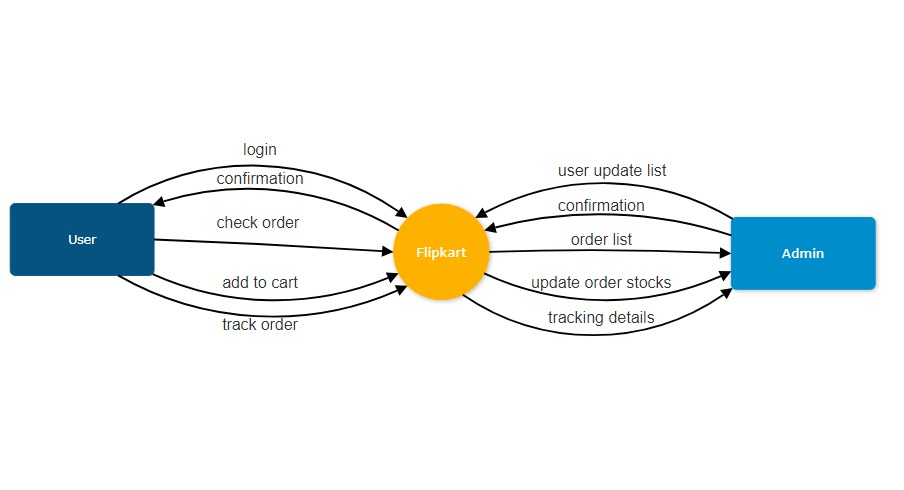 login
confirmation
check order
add to cart
track order
User
Flipkart
user update list
confirmation
order list
update order stocks
tracking details
Admin